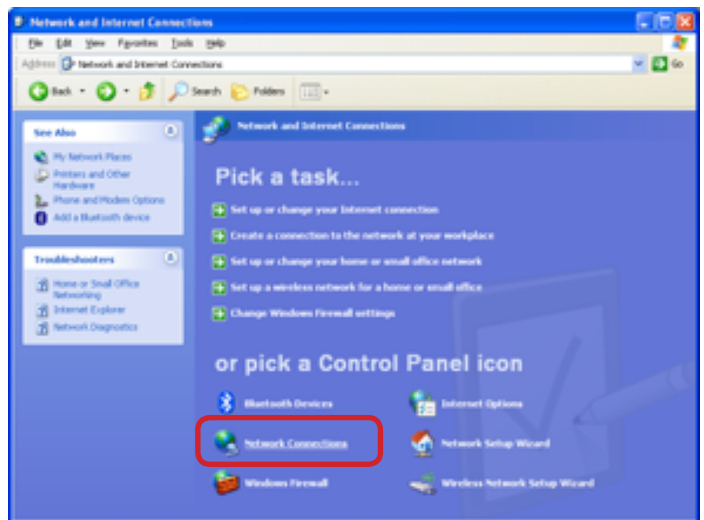 Network and Internet Connections
File Edit View Favorites Tools Help
Address Network and Internet Connections Go
Back Search Folders
See Also
My Network Places
Printers and Other
Hardware
Phone and Modem Options
Add a Bluetooth device
Troubleshooters
Home or Small Office
Networking
Internet Explorer
Network Diagnostics
Network and Internet Connections
Pick a task...
Set up or change your Internet connection
Create a connection to the network at your workplace
Set up or change your home or small office network
Set up a wireless network for a home or small office
Change Windows Firewall settings
or pick a Control Panel icon
Bluetooth Devices Internet Options
Network Connections Network Setup Wizard
Windows Firewall Wireless Network Setup Wizard